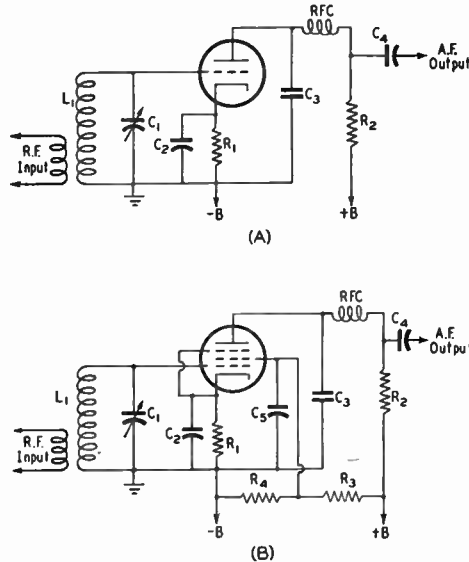 RFC
C4
A.F.
Output
L1
C1
C3
R2
R.F.
Input
C2
R1
-B
+B
(A)
RFC
C4
A.F.
Output
L1
C1
C5
C3
R2
C2
R1
R.F.
Input
R4
R3
-B
+B
(B)